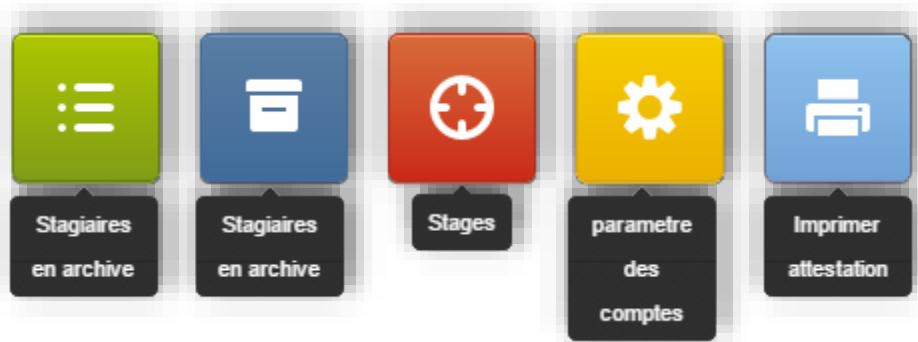 Stagiaires
en archive
Stagiaires
en archive
Stages
parametre
des
comptes
Imprimer
attestation